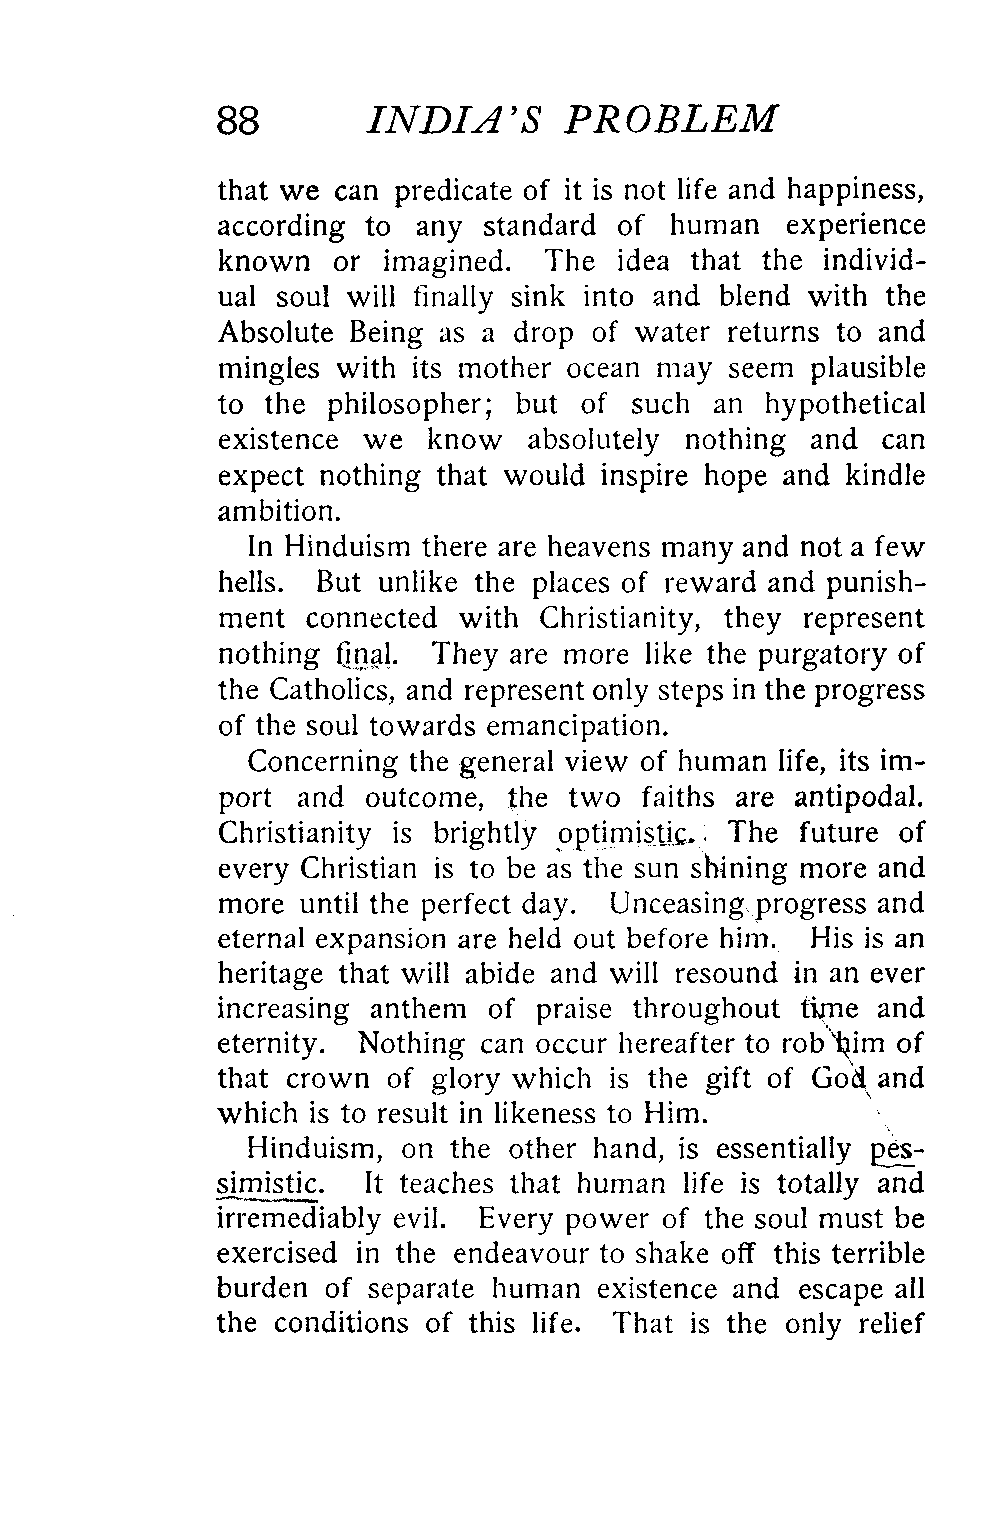 88 INDIA'S PROBLEM
that we can predicate of it is not life and happiness,
according to any standard of human experience
known or imagined. The idea that the individ-
ual soul will finally sink into and blend with the
Absolute Being as a drop of water returns to and
mingles with its mother ocean may seem plausible
to the philosopher; but of such an hypothetical
existence we know absolutely nothing and can
expect nothing that would inspire hope and kindle
ambition.
In Hinduism there are heavens many and not a few
hells. But unlike the places of reward and punish-
ment connected with Christianity, they represent
nothing final. They are more like the purgatory of
the Catholics, and represent only steps in the progress
of the soul towards emancipation.
Concerning the general view of human life, its im-
port and outcome, the two faiths are antipodal.
Christianity is brightly optimistic. The future of
every Christian is to be as the sun shining more and
more until the perfect day. Unceasing progress and
eternal expansion are held out before him. His is an
heritage that will abide and will resound in an ever
increasing anthem of praise throughout time and
eternity. Nothing can occur hereafter to rob him of
that crown of glory which is the gift of God and
which is to result in likeness to Him.
Hinduism, on the other hand, is essentially pes-
simistic. It teaches that human life is totally and
irremediably evil. Every power of the soul must be
exercised in the endeavour to shake off this terrible
burden of separate human existence and escape all
the conditions of this life. That is the only relief